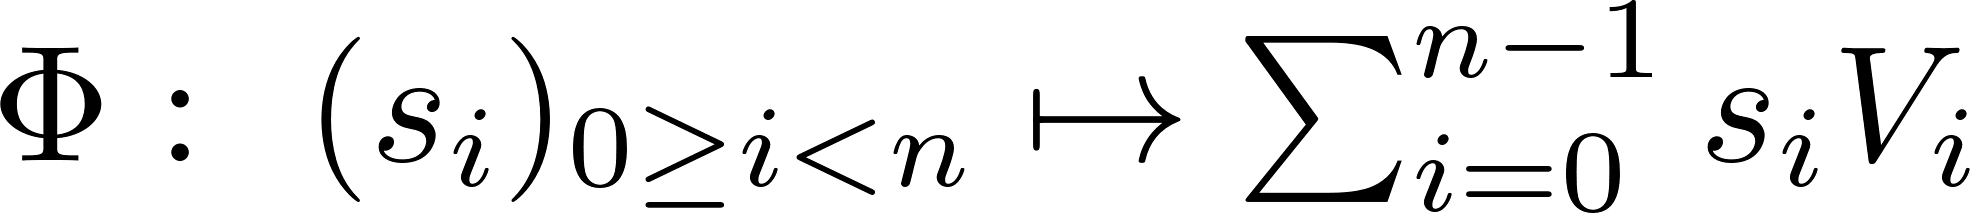 Φ : (s_i)_{0≥i<n} ↦ ∑_{i=0}^{n−1} s_i V_i